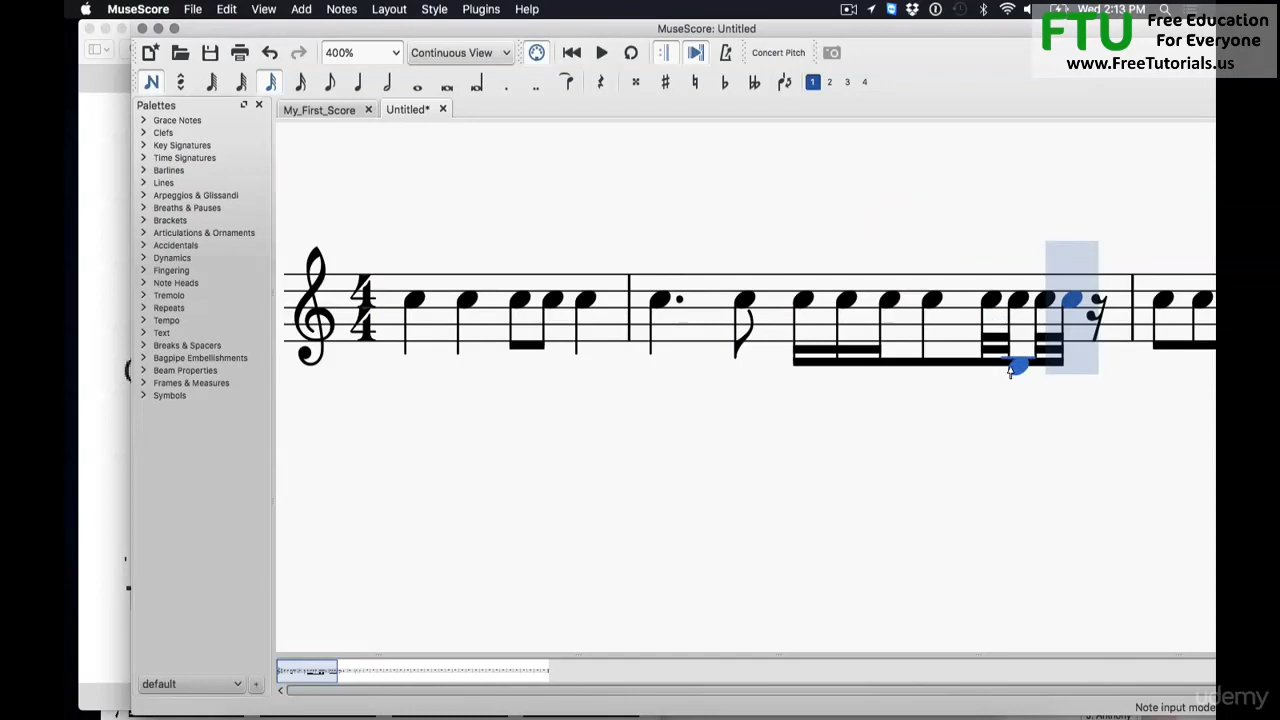 MuseScore File Edit View Add Notes Layout Style Plugins Help Wed 2:13 PM
FTU Free Education
For Everyone
www.FreeTutorials.us
MuseScore: Untitled
400% Continuous View Concert Pitch
1 2 3 4
Palettes
My_First_Score Untitled*
Grace Notes
Clefs
Key Signatures
Time Signatures
Barlines
Lines
Arpeggios & Glissandi
Breaths & Pauses
Brackets
Articulations & Ornaments
Accidentals
Dynamics
Fingering
Note Heads
Tremolo
Repeats
Tempo
Text
Breaks & Spacers
Bagpipe Embellishments
Beam Properties
Frames & Measures
Symbols
4
4
default
udemy
Note input mode